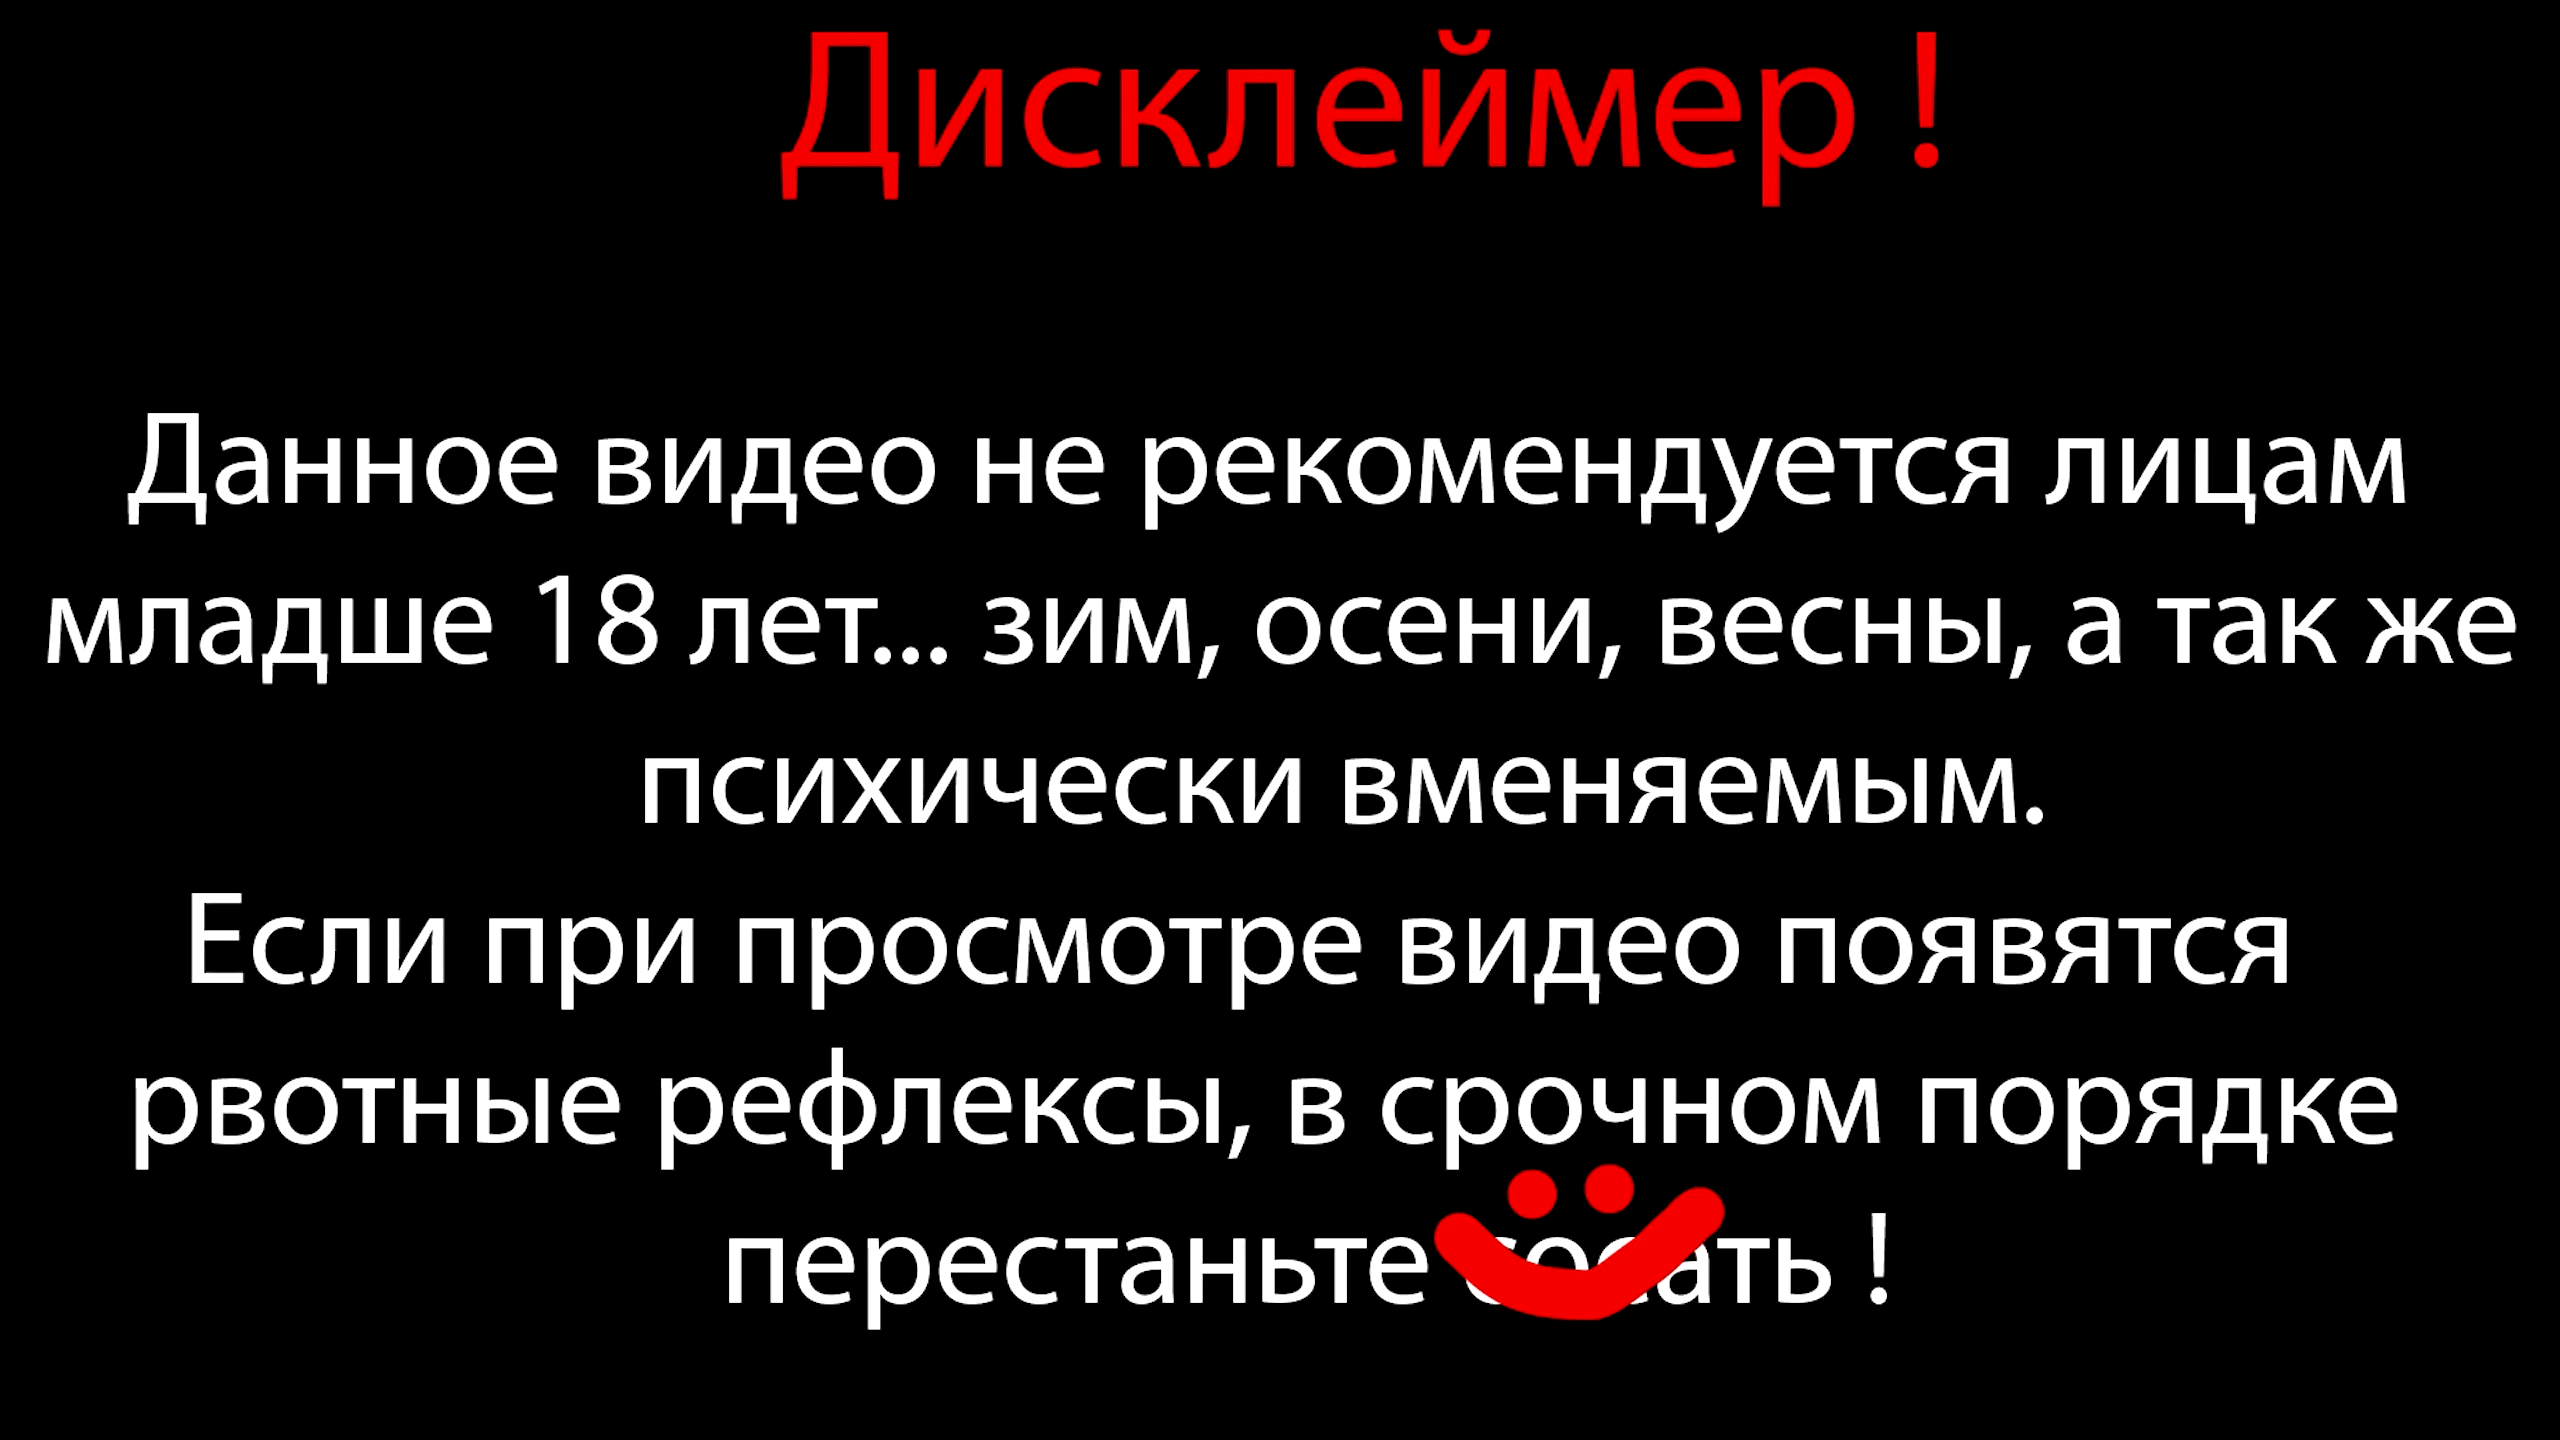 Дисклеймер !
Данное видео не рекомендуется лицам
младше 18 лет... зим, осени, весны, а так же
психически вменяемым.
Если при просмотре видео появятся
рвотные рефлексы, в срочном порядке
перестаньте сосать !